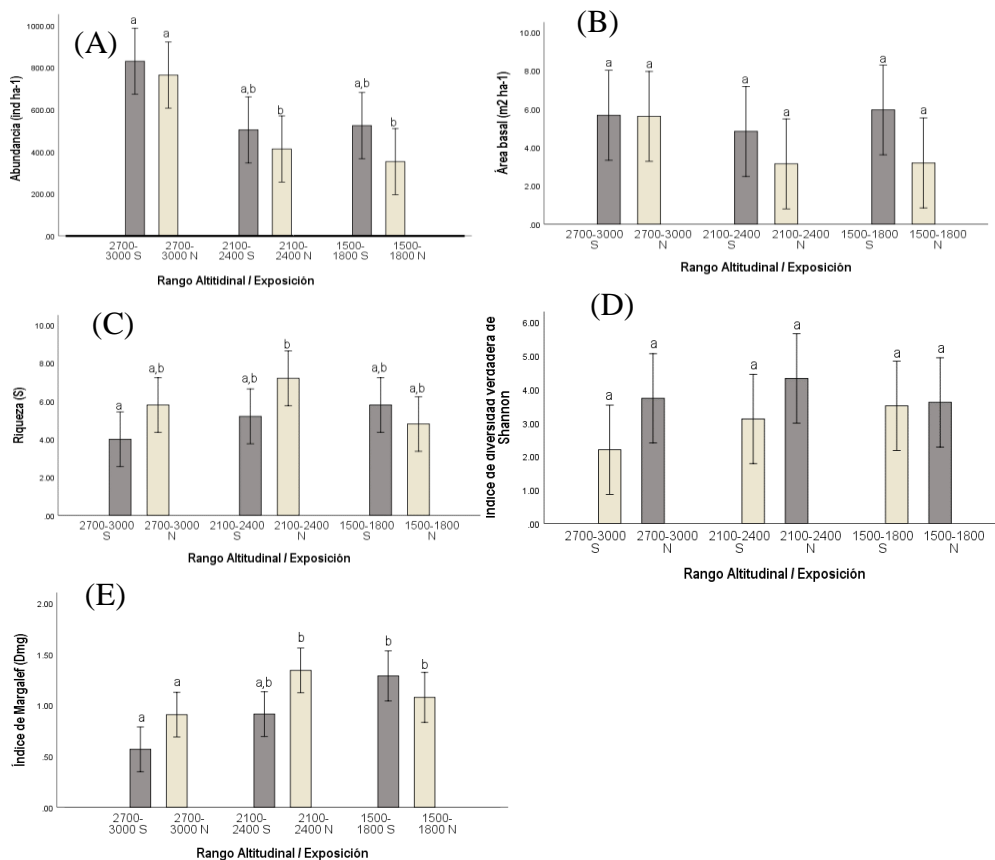 (A)
1000.00
800.00
600.00
400.00
200.00
.00
Abundancia (ind ha-1)
a
a
a,b
b
a,b
b
2700-
3000 S
2700-
3000 N
2100-
2400 S
2100-
2400 N
1500-
1800 S
1500-
1800 N
Rango Altitidinal / Exposición
(B)
10.00
8.00
6.00
4.00
2.00
.00
Área basal (m2 ha-1)
a
a
a
a
a
a
2700-3000
S
2700-3000
N
2100-2400
S
2100-2400
N
1500-1800
S
1500-1800
N
Rango Altitudinal / Exposición
(C)
10.00
8.00
6.00
4.00
2.00
.00
Riqueza (S)
a
a,b
a,b
b
a,b
a,b
2700-3000
S
2700-3000
N
2100-2400
S
2100-2400
N
1500-1800
S
1500-1800
N
Rango Altitudinal / Exposición
(D)
6.00
5.00
4.00
3.00
2.00
1.00
.00
Indice de diversidad verdadera de
Shannon
a
a
a
a
a
a
2700-3000
S
2700-3000
N
2100-2400
S
2100-2400
N
1500-1800
S
1500-1800
N
Rango Altitudinal / Exposición
(E)
2.00
1.50
1.00
.50
.00
Índice de Margalef (Dmg)
a
a
a,b
b
b
b
2700-
3000 S
2700-
3000 N
2100-
2400 S
2100-
2400 N
1500-
1800 S
1500-
1800 N
Rango Altitudinal / Exposición